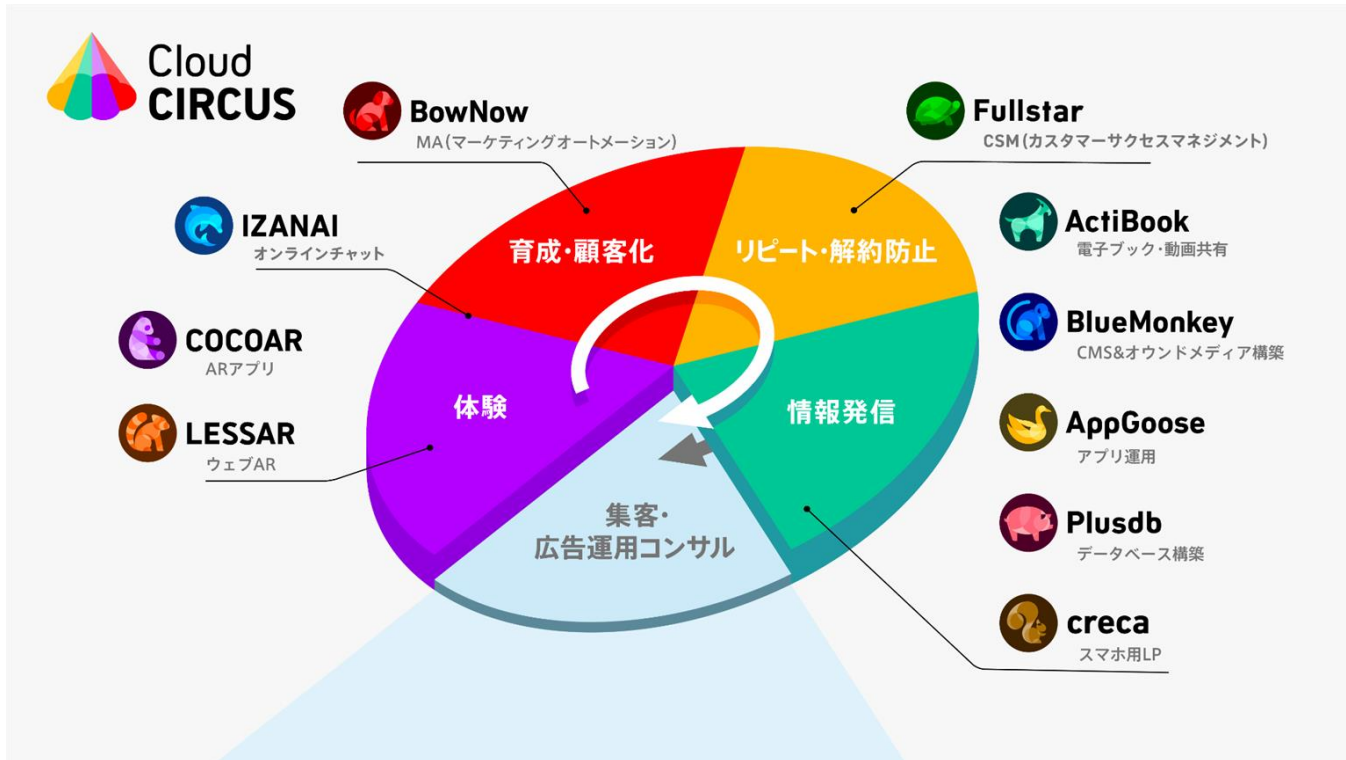 Cloud
CIRCUS
BowNow
MA(マーケティングオートメーション)
Fullstar
CSM(カスタマーサクセスマネジメント)
IZANAI
オンラインチャット
COCOAR
ARアプリ
LESSAR
ウェブAR
育成・顧客化
リピート・解約防止
体験
情報発信
集客・
広告運用コンサル
ActiBook
電子ブック・動画共有
BlueMonkey
CMS&オウンドメディア構築
AppGoose
アプリ運用
Plusdb
データベース構築
creca
スマホ用LP